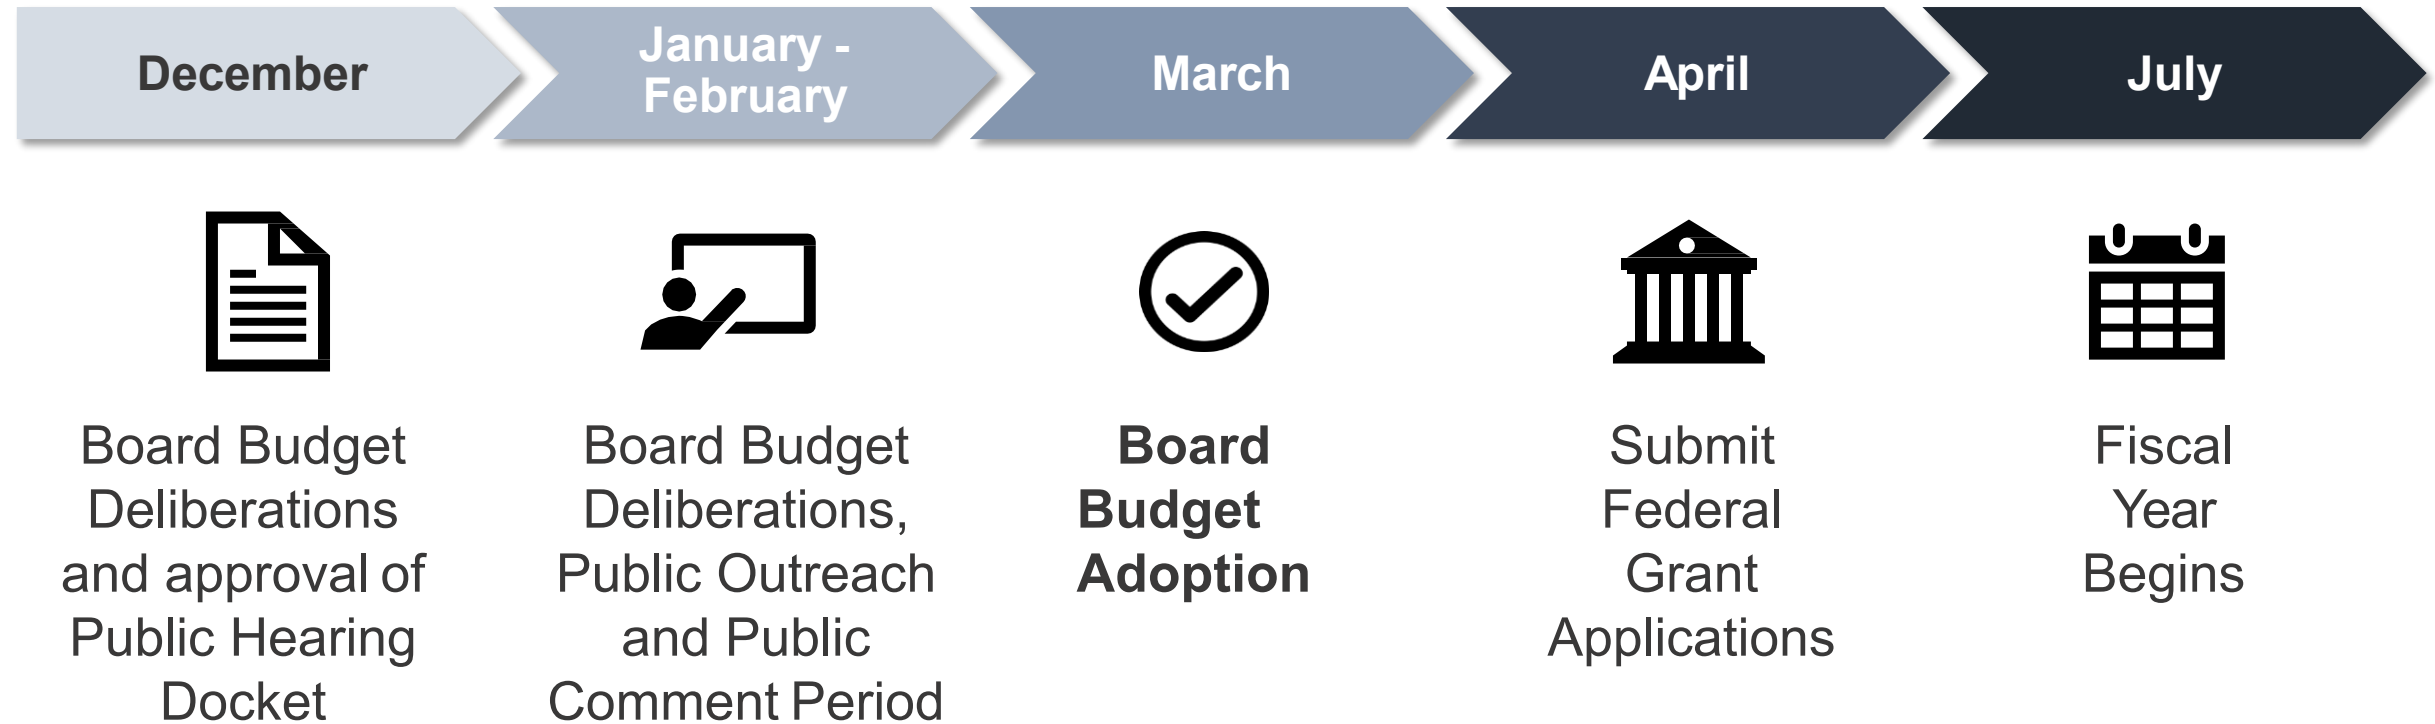 December
January -
February
March
April
July
Board Budget
Deliberations
and approval of
Public Hearing
Docket
Board Budget
Deliberations,
Public Outreach
and Public
Comment Period
Board
Budget
Adoption
Submit
Federal
Grant
Applications
Fiscal
Year
Begins